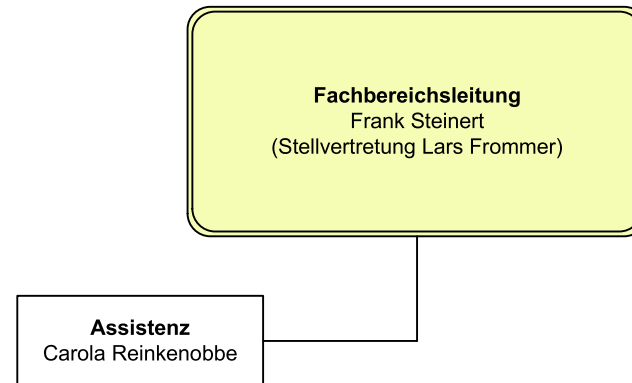 Fachbereichsleitung
Frank Steinert
(Stellvertretung Lars Frommer)
Assistenz
Carola Reinkenobbe